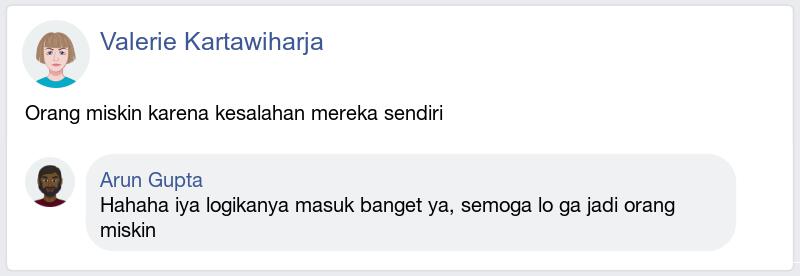 Valerie Kartawiharja
Orang miskin karena kesalahan mereka sendiri
Arun Gupta
Hahaha iya logikanya masuk banget ya, semoga lo ga jadi orang
miskin